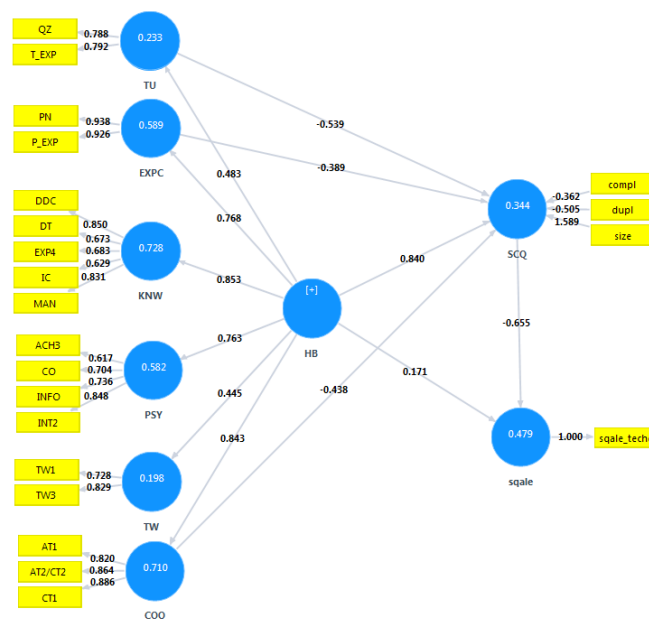 QZ
0.788
T_EXP
0.792
0.233
TU
PN
0.938
P_EXP
0.926
0.589
EXPC
DDC
0.850
DT
0.673
EXP4
0.683
IC
0.629
MAN
0.831
0.728
KNW
ACH3
0.617
CO
0.704
INFO
0.736
INT2
0.848
0.582
PSY
TW1
0.728
TW3
0.829
0.198
TW
AT1
0.820
AT2/CT2
0.864
CT1
0.886
0.710
COO
-0.539
-0.389
0.483
0.768
0.853
0.763
0.445
0.843
[+]
HB
0.840
0.171
-0.438
0.344
SCQ
-0.362
compl
-0.505
dupl
1.589
size
-0.655
0.479
sqale
1.000
sqale_tech